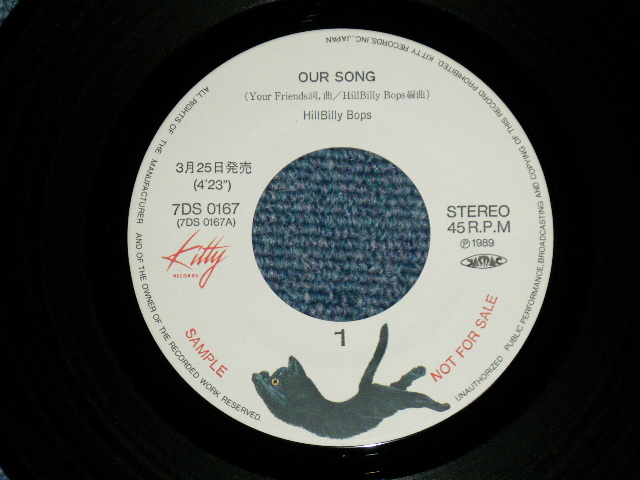 OUR SONG
(Your Friends詞,曲／HillBilly Bops編曲)
HillBilly Bops
3月25日発売
(4'23")
7DS 0167
(7DS 0167A)
Kitty
RECORDS
STEREO
45 R.P.M
Ⓟ1989
JASRAC
1
SAMPLE
NOT FOR SALE
ALL RIGHTS OF THE MANUFACTURER AND OF THE OWNER OF THE RECORDED WORK RESERVED.
UNAUTHORIZED PUBLIC PERFORMANCE, BROADCASTING AND COPYING OF THIS RECORD PROHIBITED KITTY RECORDS, INC., JAPAN